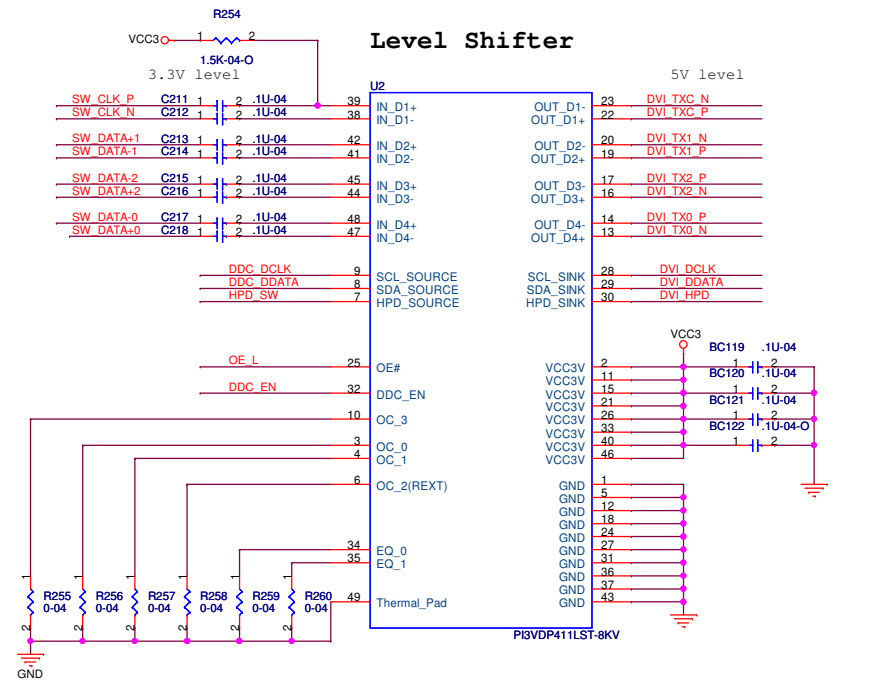 R254
VCC3
1
2
1.5K-04-O
Level Shifter
3.3V level
5V level
U2
SW_CLK_P C211 1 2 .1U-04 39 IN_D1+
SW_CLK_N C212 1 2 .1U-04 38 IN_D1-
SW_DATA+1 C213 1 2 .1U-04 42 IN_D2+
SW_DATA-1 C214 1 2 .1U-04 41 IN_D2-
SW_DATA-2 C215 1 2 .1U-04 45 IN_D3+
SW_DATA+2 C216 1 2 .1U-04 44 IN_D3-
SW_DATA-0 C217 1 2 .1U-04 48 IN_D4+
SW_DATA+0 C218 1 2 .1U-04 47 IN_D4-
OUT_D1- 23 DVI_TXC_N
OUT_D1+ 22 DVI_TXC_P
OUT_D2- 20 DVI_TX1_N
OUT_D2+ 19 DVI_TX1_P
OUT_D3- 17 DVI_TX2_P
OUT_D3+ 16 DVI_TX2_N
OUT_D4- 14 DVI_TX0_P
OUT_D4+ 13 DVI_TX0_N
DDC_DCLK 9 SCL_SOURCE
DDC_DDATA 8 SDA_SOURCE
HPD_SW 7 HPD_SOURCE
SCL_SINK 28 DVI_DCLK
SDA_SINK 29 DVI_DDATA
HPD_SINK 30 DVI_HPD
OE_L 25 OE#
DDC_EN 32 DDC_EN
10 OC_3
3 OC_0
4 OC_1
6 OC_2(REXT)
34 EQ_0
35 EQ_1
49 Thermal_Pad
VCC3
VCC3V 2
VCC3V 11
VCC3V 15
VCC3V 21
VCC3V 26
VCC3V 33
VCC3V 40
VCC3V 46
BC119 1 2 .1U-04
BC120 1 2 .1U-04
BC121 1 2 .1U-04
BC122 1 2 .1U-04-O
GND 1
GND 5
GND 12
GND 18
GND 24
GND 27
GND 31
GND 36
GND 37
GND 43
1 1 1 1 1 1
R255 R256 R257 R258 R259 R260
0-04 0-04 0-04 0-04 0-04 0-04
2 2 2 2 2 2
PI3VDP411LST-8KV
GND